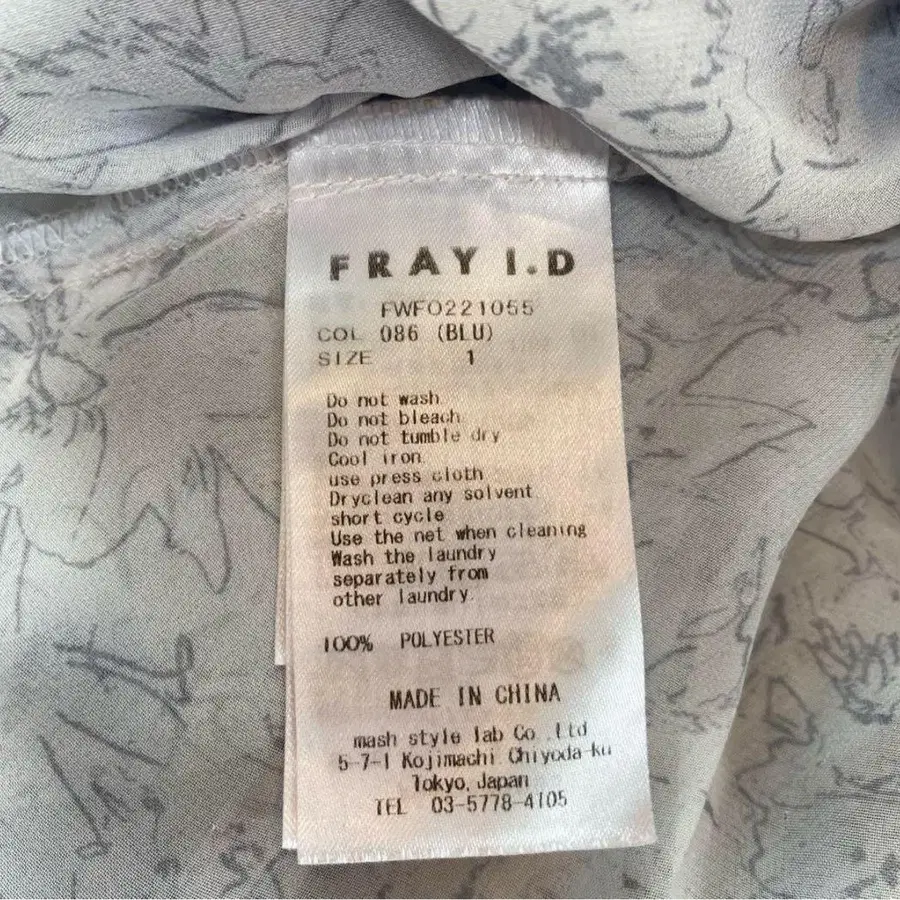 FRAY I.D
FWFO221055
COL 086 (BLU)
SIZE 1
Do not wash
Do not bleach
Do not tumble dry
Cool iron
use press cloth
Dryclean any solvent
short cycle
Use the net when cleaning
Wash the laundry
separately from
other laundry.
100% POLYESTER
MADE IN CHINA
mash style lab Co.,Ltd
5-7-1 Kojimachi Chiyoda-ku
Tokyo, Japan
TEL 03-5778-4105